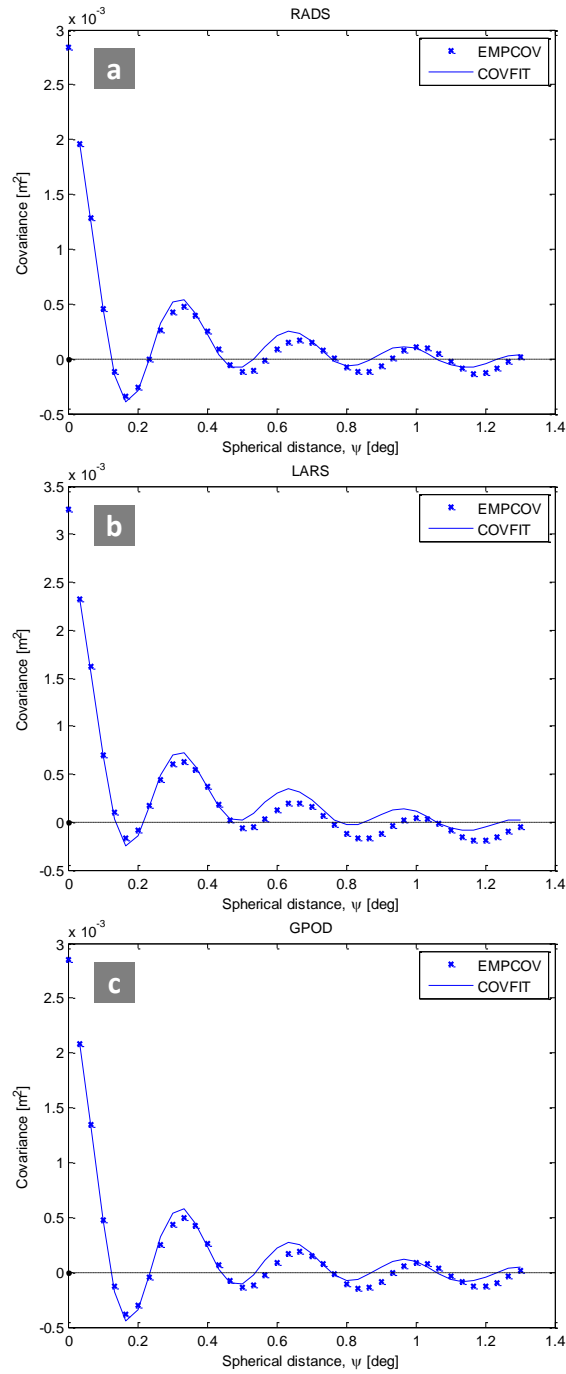 RADS
x 10⁻³
3
2.5
2
1.5
1
0.5
0
-0.5
Covariance [m²]
a
EMPCOV
COVFIT
0 0.2 0.4 0.6 0.8 1 1.2 1.4
Spherical distance, ψ [deg]
LARS
x 10⁻³
3.5
3
2.5
2
1.5
1
0.5
0
-0.5
Covariance [m²]
b
EMPCOV
COVFIT
0 0.2 0.4 0.6 0.8 1 1.2 1.4
Spherical distance, ψ [deg]
GPOD
x 10⁻³
3
2.5
2
1.5
1
0.5
0
-0.5
Covariance [m²]
c
EMPCOV
COVFIT
0 0.2 0.4 0.6 0.8 1 1.2 1.4
Spherical distance, ψ [deg]